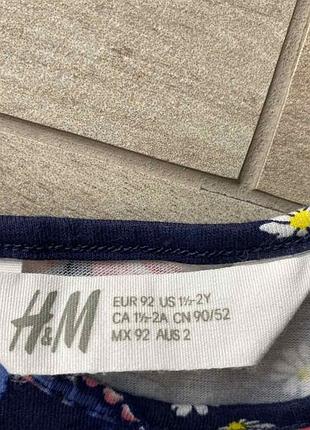 H&M
EUR 92 US 1½-2Y
CA 1½-2A CN 90/52
MX 92 AUS 2